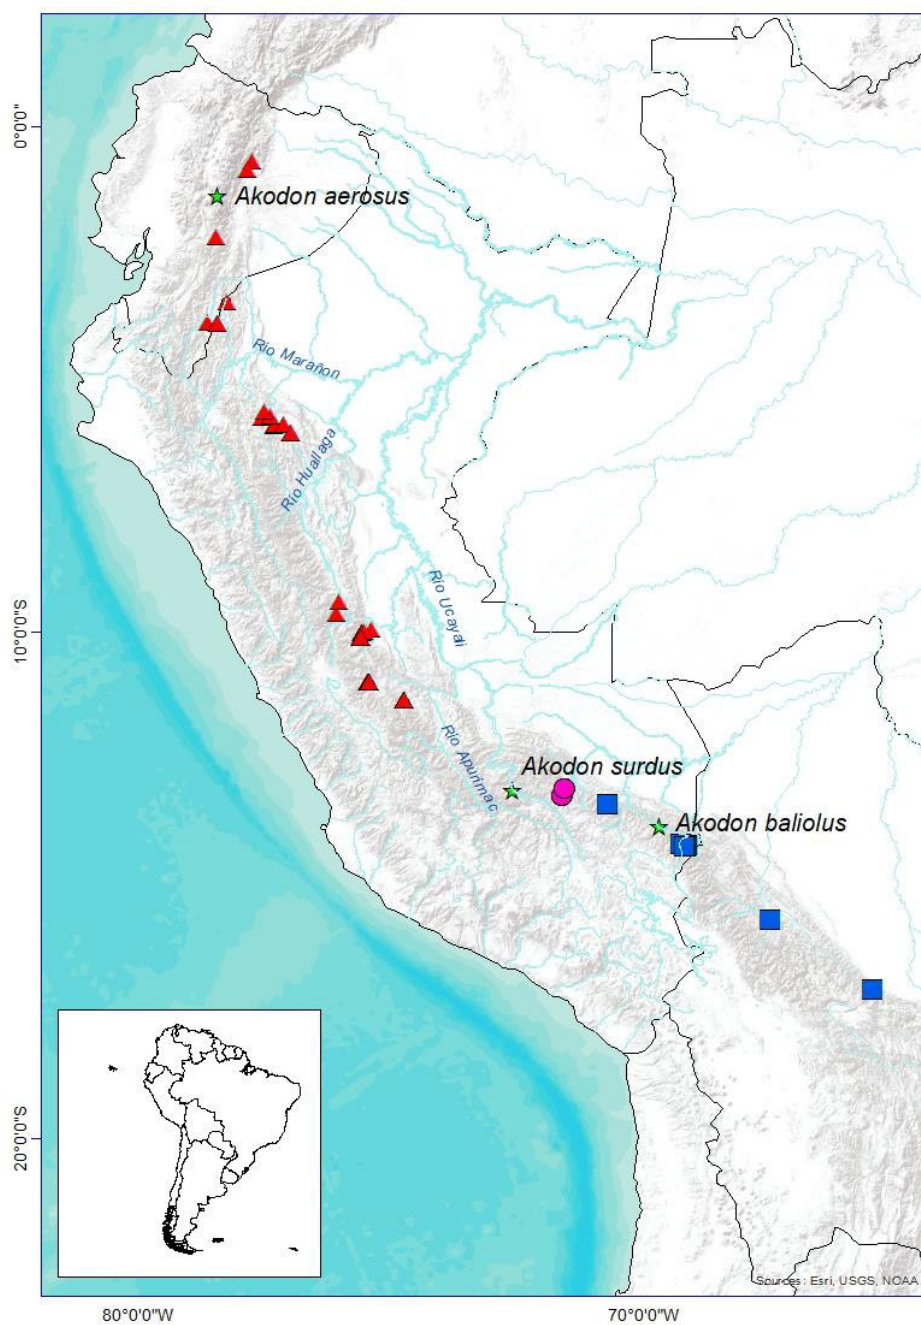 0°0'0"
Akodon aerosus
Río Marañon
Río Huallaga
Río Ucayali
10°0'0"S
Río Apurimac
Akodon surdus
Akodon baliolus
20°0'0"S
Sources: Esri, USGS, NOAA
80°0'0"W
70°0'0"W